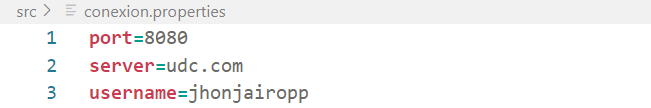 src > conexion.properties
1 port=8080
2 server=udc.com
3 username=jhonjairopp